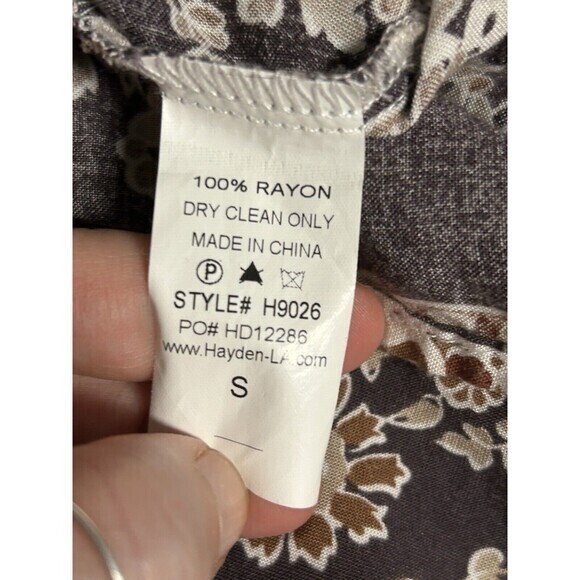 100% RAYON
DRY CLEAN ONLY
MADE IN CHINA
P
STYLE# H9026
PO# HD12286
www.Hayden-LA.com
S